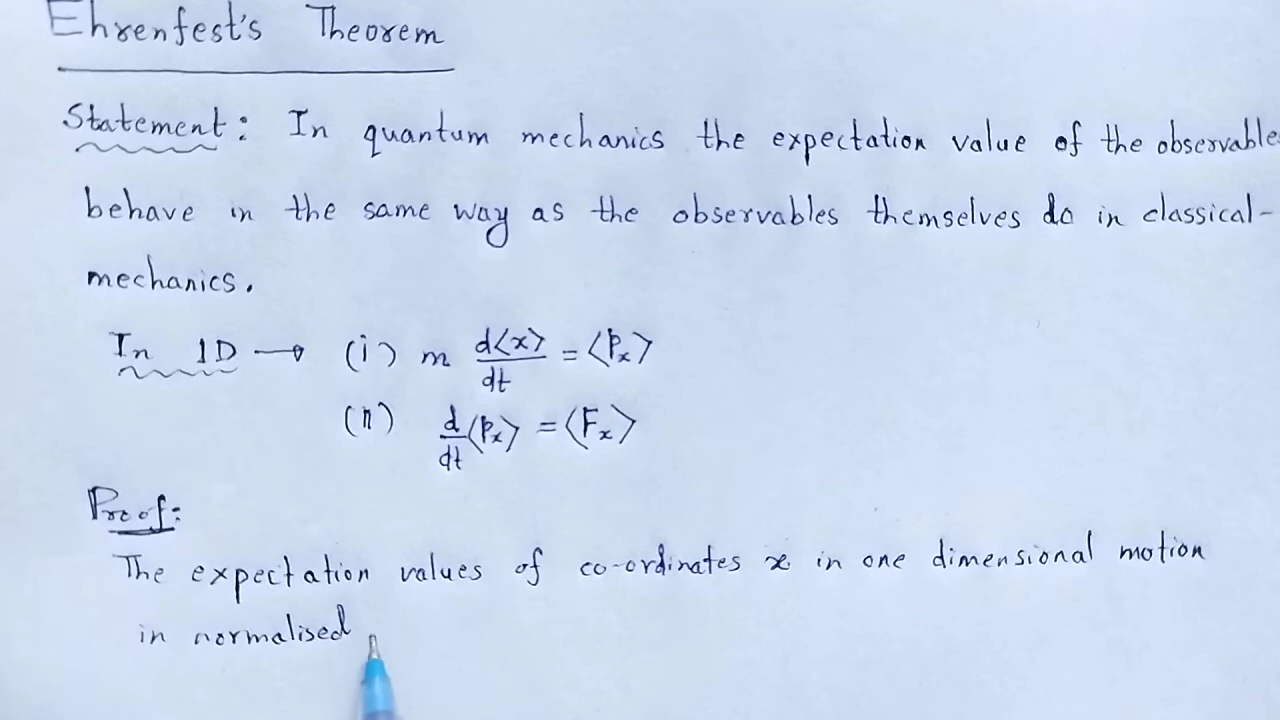 Ehrenfest's Theorem
Statement: In quantum mechanics the expectation value of the observable
behave in the same way as the observables themselves do in classical-
mechanics.
In 1D → (i) m d<x>/dt = <Px>
(ii) d/dt <Px> = <Fx>
Proof:
The expectation values of co-ordinates x in one dimensional motion
in normalised